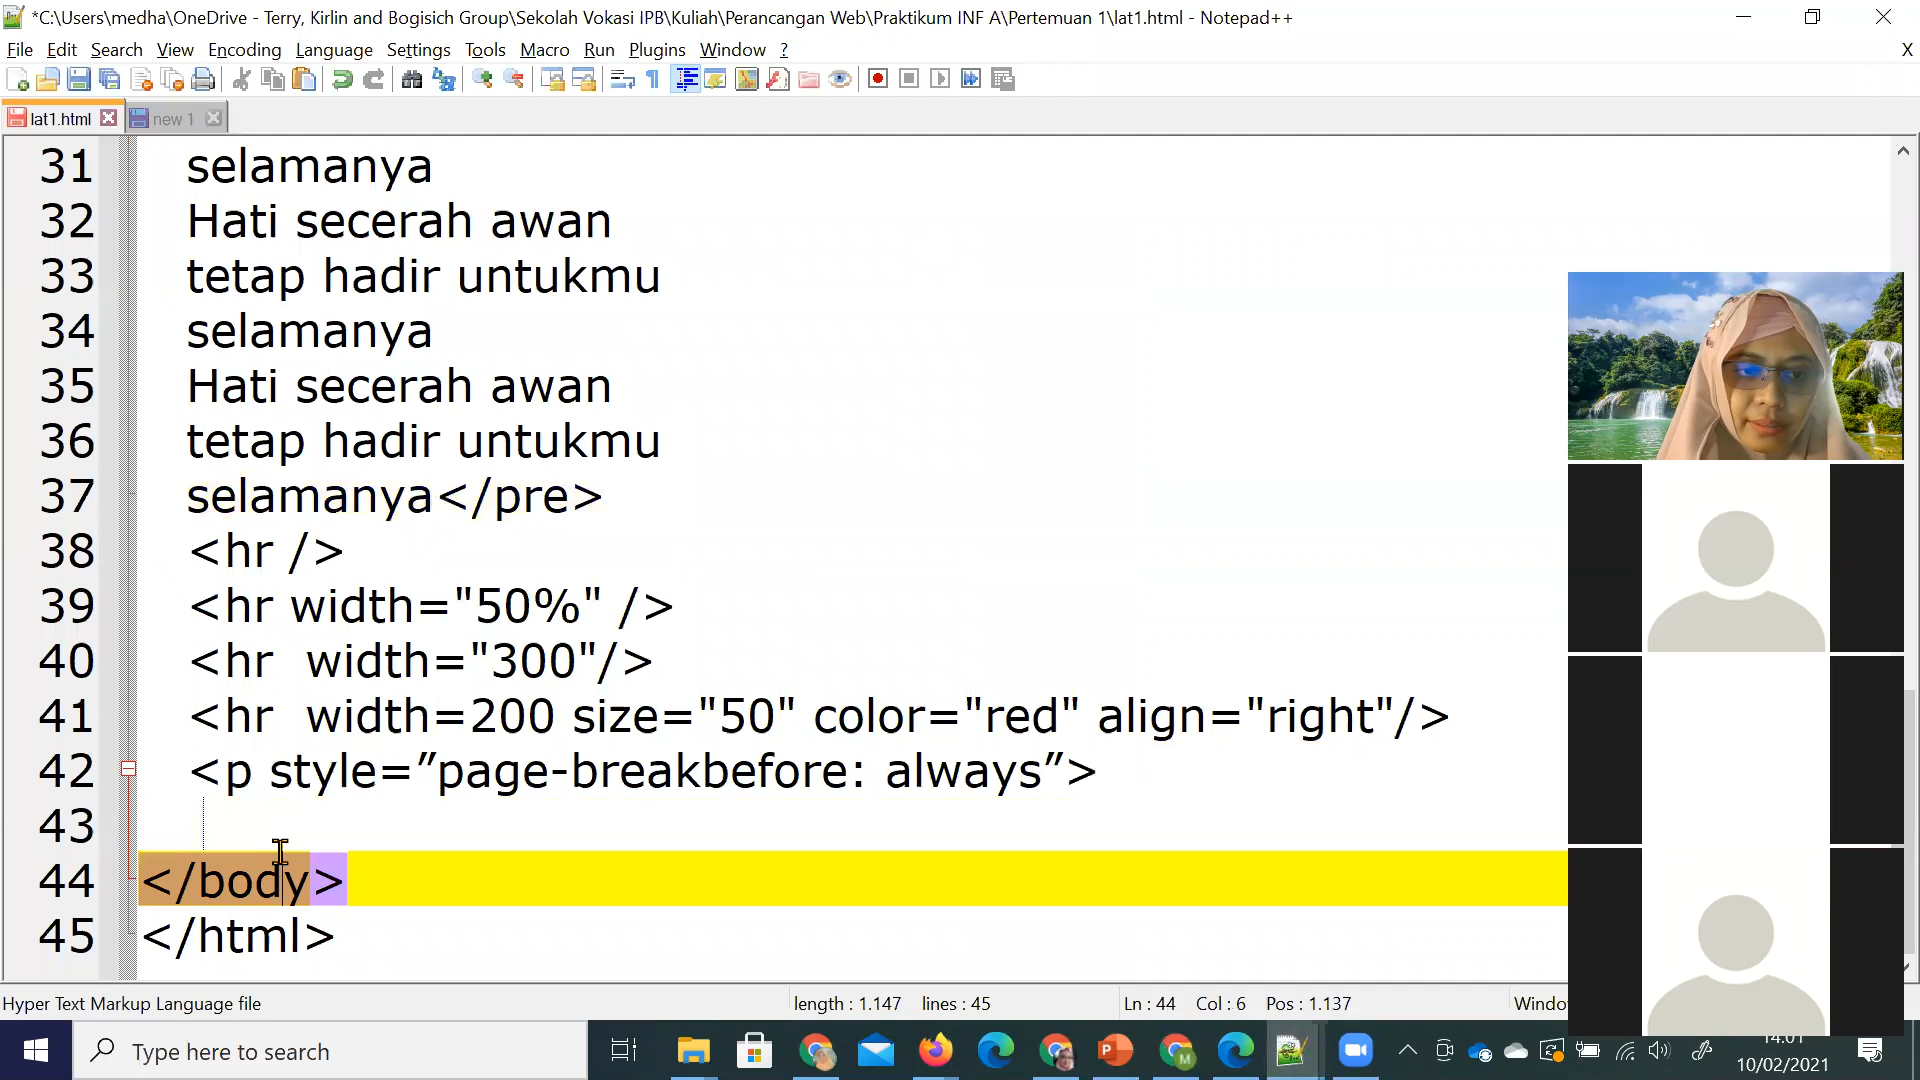 *C:\Users\medha\OneDrive - Terry, Kirlin and Bogisich Group\Sekolah Vokasi IPB\Kuliah\Perancangan Web\Praktikum INF A\Pertemuan 1\lat1.html - Notepad++
File Edit Search View Encoding Language Settings Tools Macro Run Plugins Window ? X
lat1.html new 1
31 selamanya
32 Hati secerah awan
33 tetap hadir untukmu
34 selamanya
35 Hati secerah awan
36 tetap hadir untukmu
37 selamanya</pre>
38 <hr />
39 <hr width="50%" />
40 <hr  width="300"/>
41 <hr  width=200 size="50" color="red" align="right"/>
42 <p style=”page-breakbefore: always”>
43
44 </body>
45 </html>
Hyper Text Markup Language file length : 1.147 lines : 45 Ln : 44 Col : 6 Pos : 1.137 Windo
Type here to search
14.01
10/02/2021